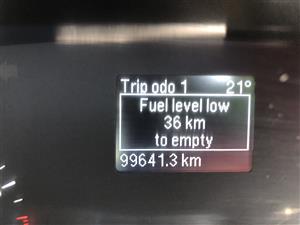 Trip odo 1 21°
Fuel level low
36 km
to empty
99641.3 km